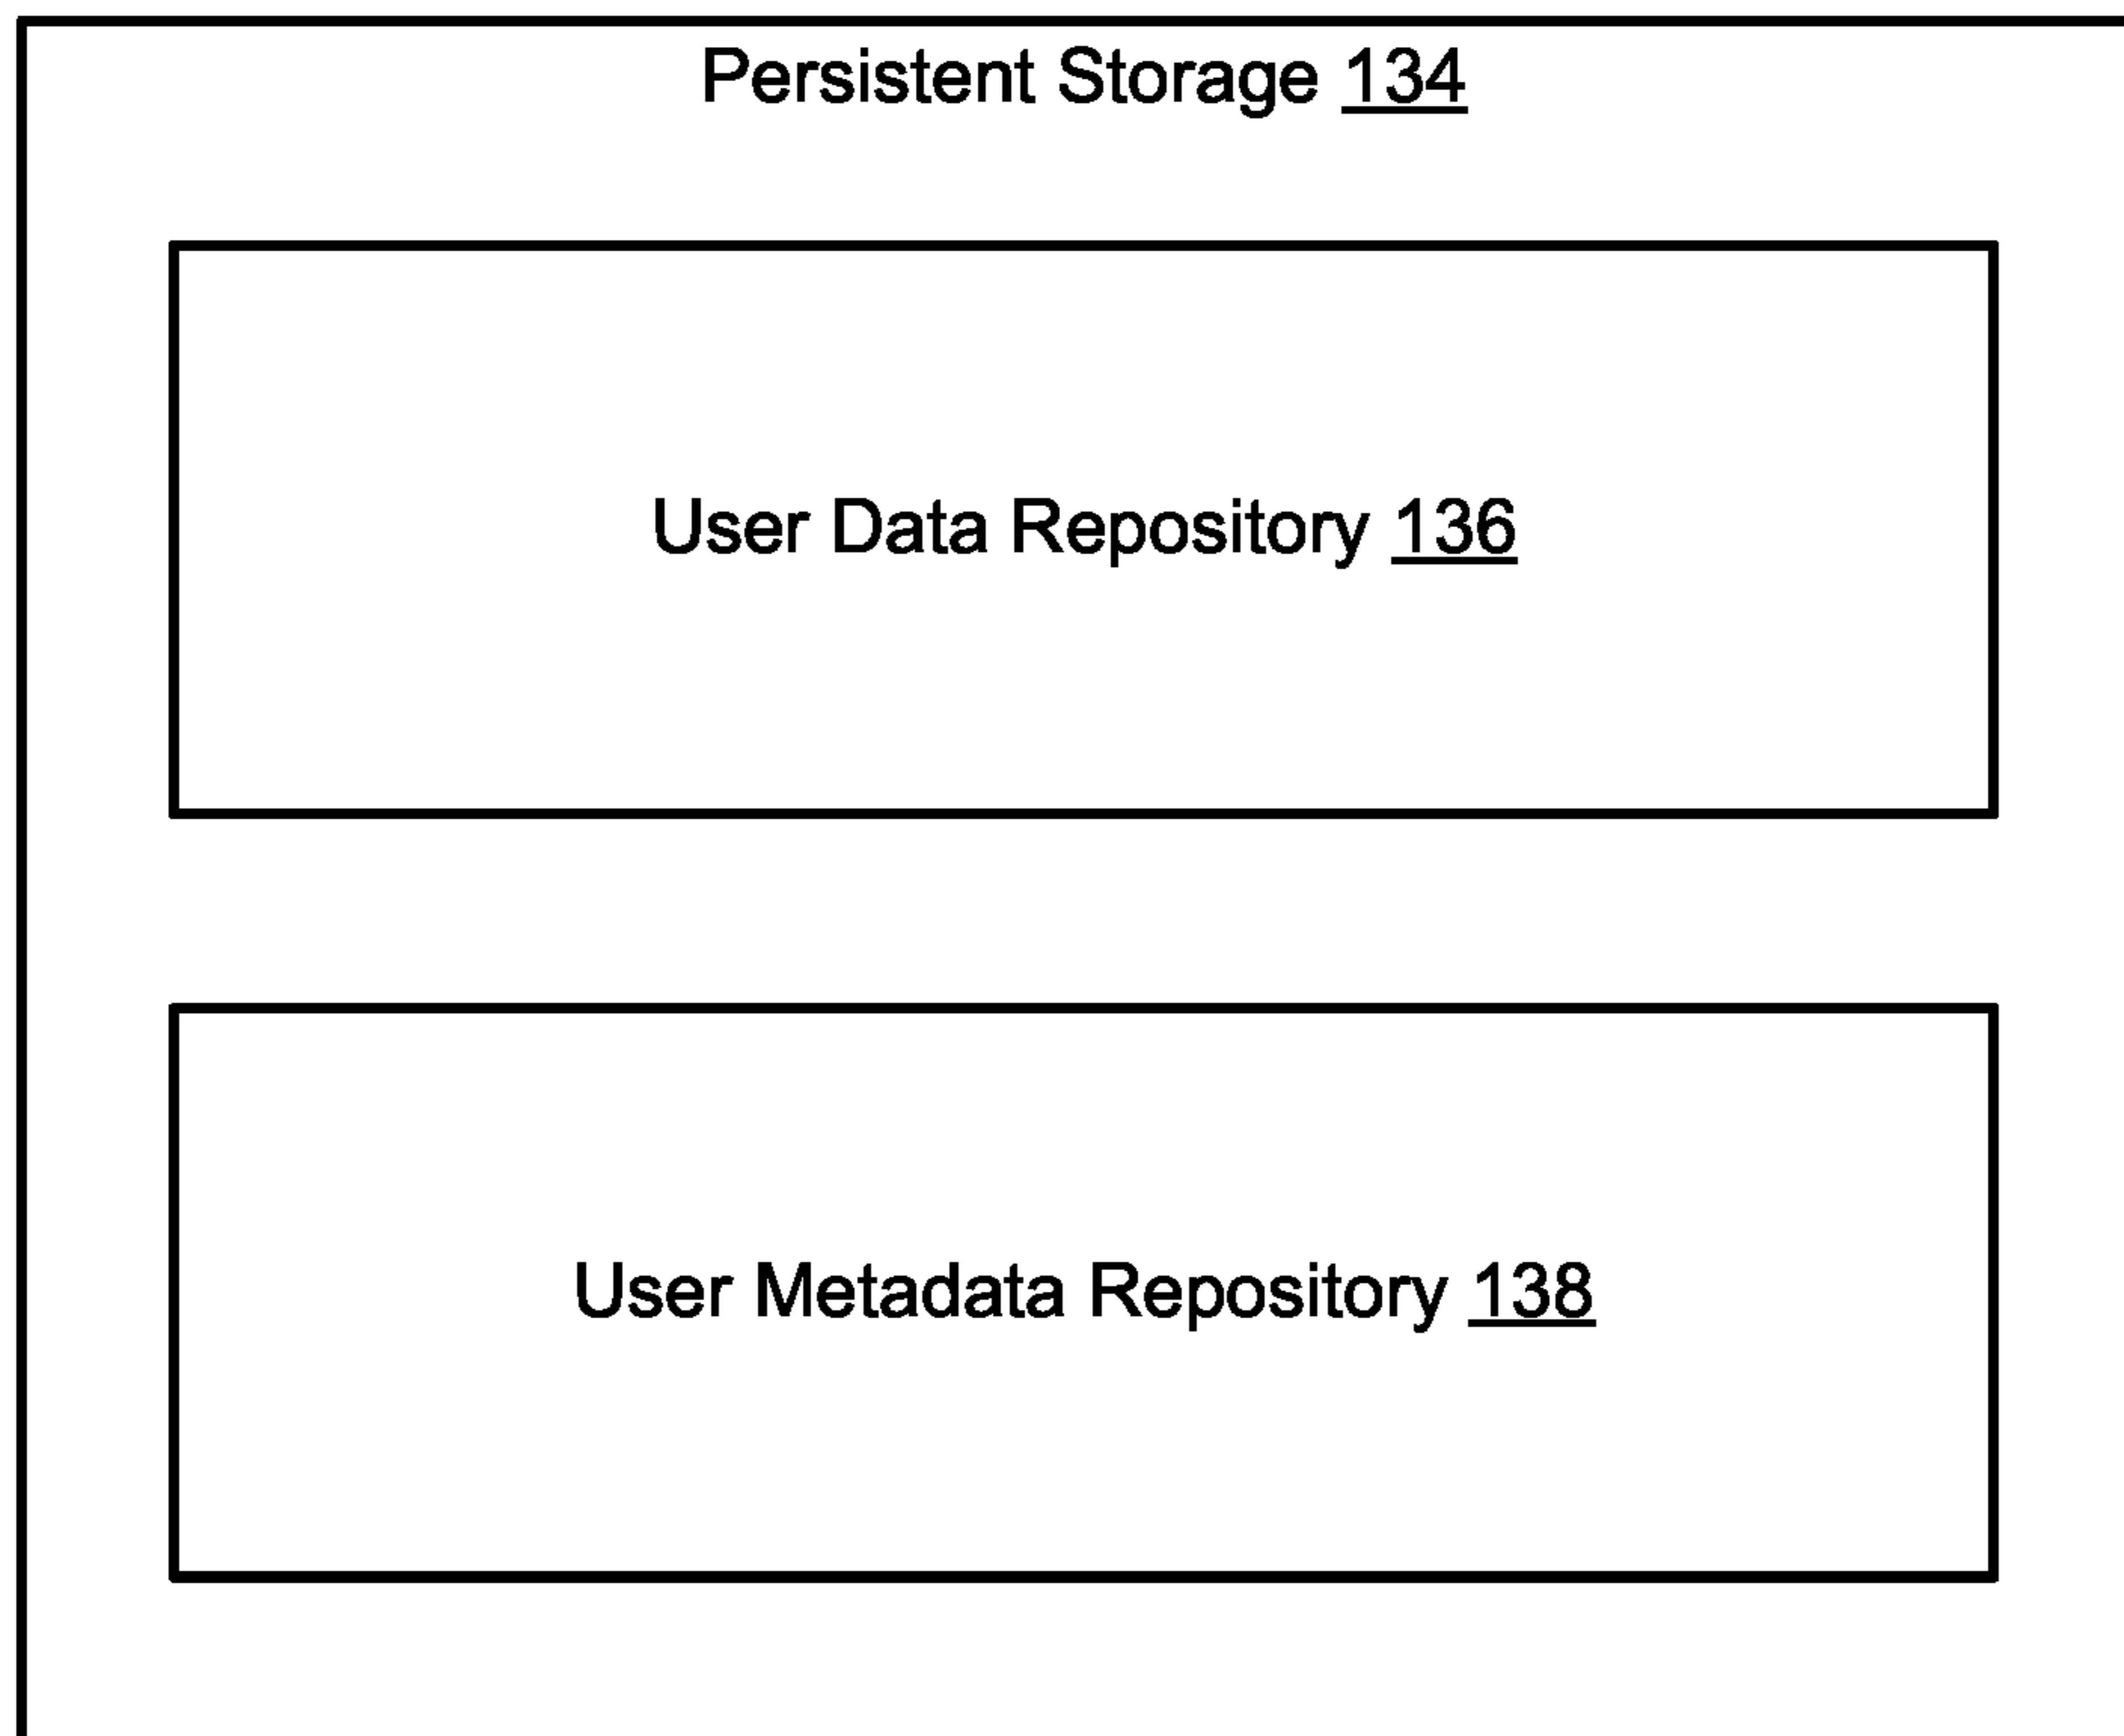 Persistent Storage 134
User Data Repository 136
User Metadata Repository 138